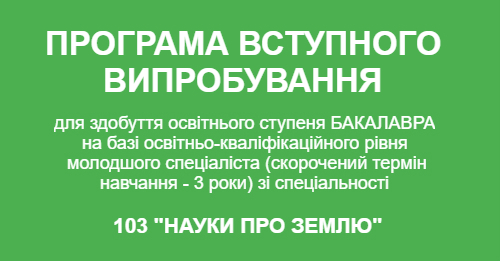 ПРОГРАМА ВСТУПНОГО
ВИПРОБУВАННЯ
для здобуття освітнього ступеня БАКАЛАВРА
на базі освітньо-кваліфікаційного рівня
молодшого спеціаліста (скорочений термін
навчання - 3 роки) зі спеціальності
103 "НАУКИ ПРО ЗЕМЛЮ"